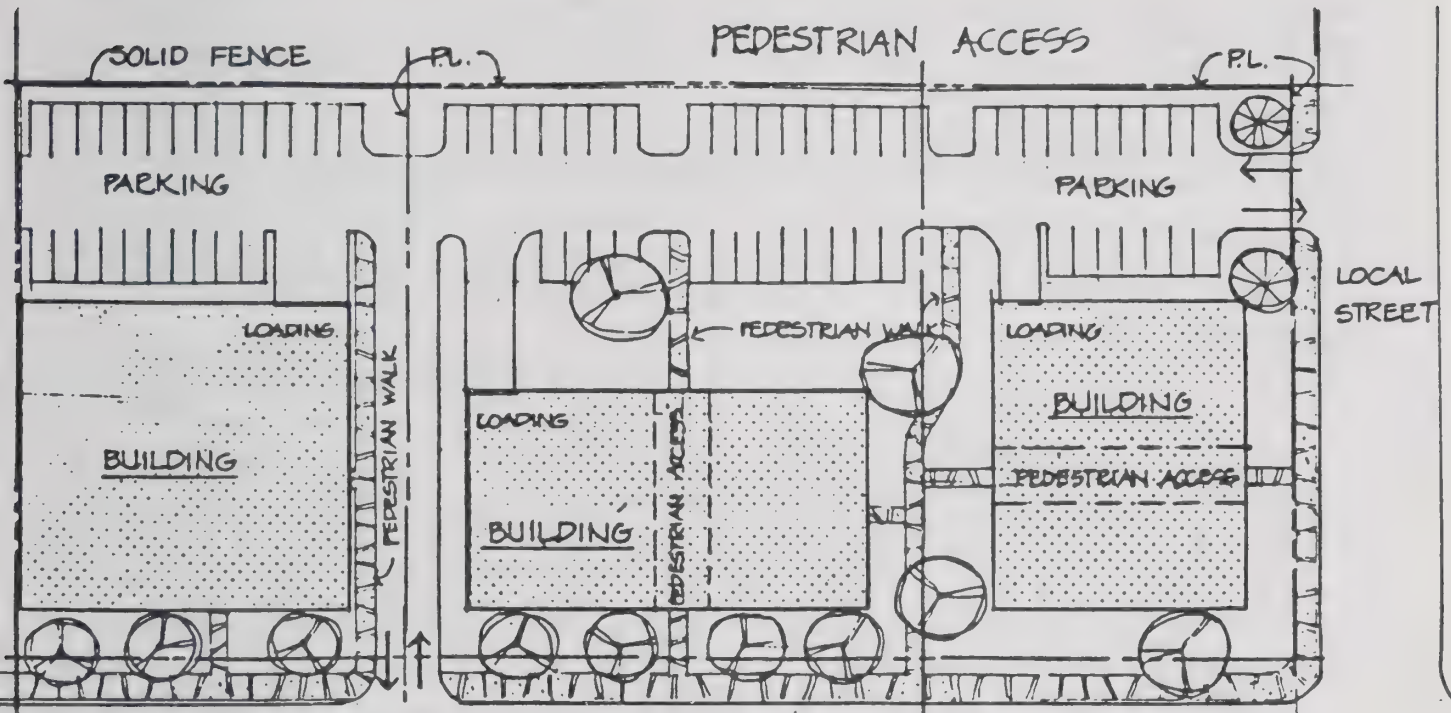 PEDESTRIAN ACCESS
SOLID FENCE
P.L.
P.L.
PARKING
PARKING
LOCAL
STREET
LOADING
PEDESTRIAN WALK
LOADING
PEDESTRIAN WALK
LOADING
BUILDING
BUILDING
PEDESTRIAN ACCESS
PEDESTRIAN ACCESS
BUILDING